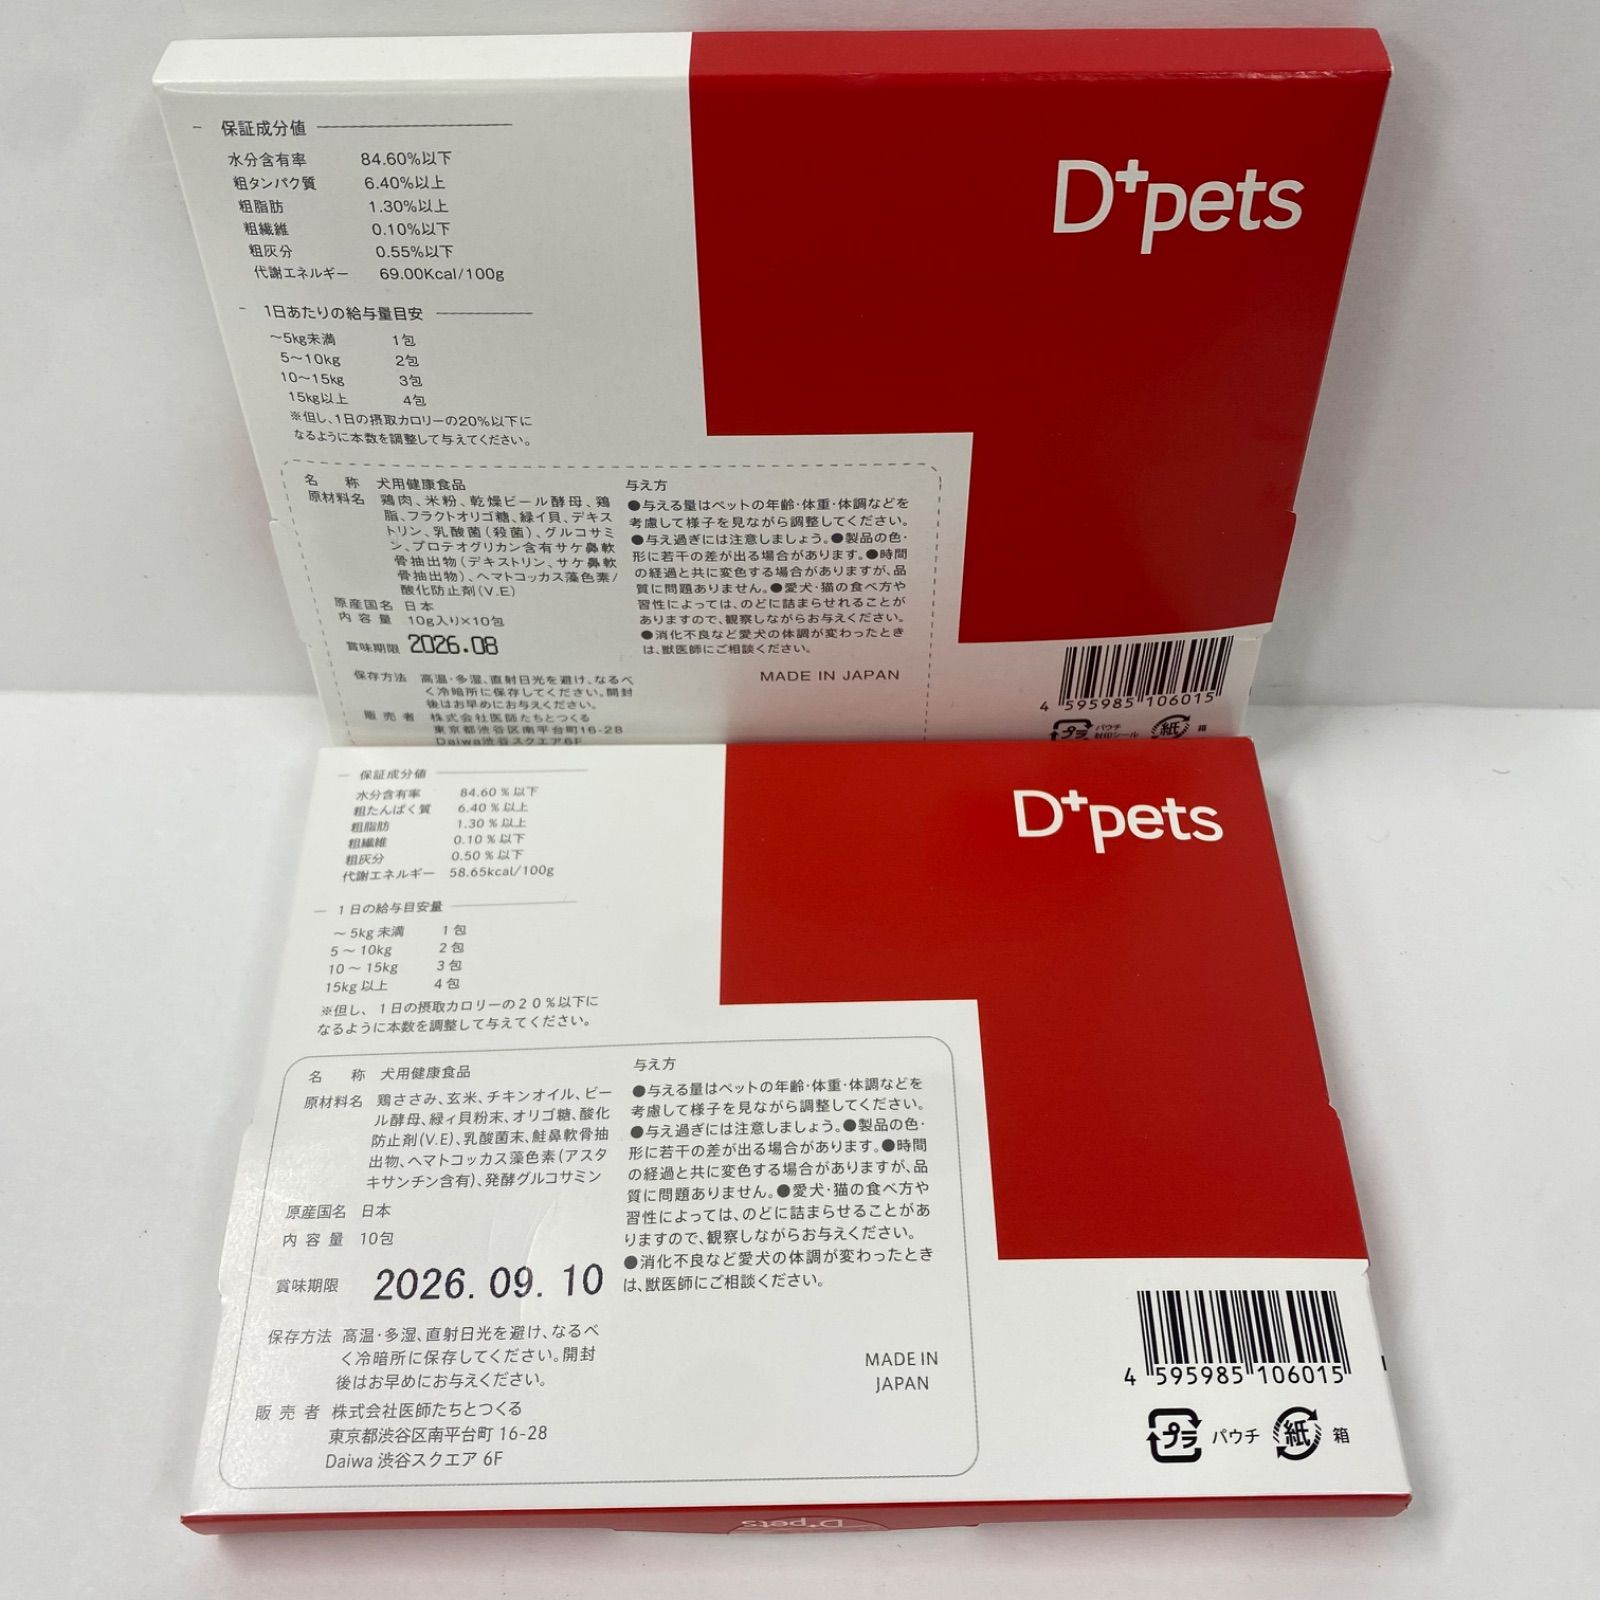 保証成分値
水分含有率 84.60%以下
粗タンパク質 6.40%以上
粗脂肪 1.30%以上
粗繊維 0.10%以下
粗灰分 0.55%以下
代謝エネルギー 69.00Kcal/100g
1日あたりの給与量目安
～5kg未満 1包
5～10kg 2包
10～15kg 3包
15kg以上 4包
※但し、1日の摂取カロリーの20%以下に
なるように本数を調整して与えてください。
名 称 犬用健康食品
原材料名 鶏肉、米粉、乾燥ビール酵母、鶏
脂、フラクトオリゴ糖、緑イ貝、デキス
トリン、乳酸菌(殺菌)、グルコサミ
ン、プロテオグリカン含有サケ鼻軟
骨抽出物(デキストリン、サケ鼻軟
骨抽出物)、ヘマトコッカス藻色素/
酸化防止剤(V.E)
原産国名 日本
内容量 10g入り×10包
賞味期限 2026.08
保存方法 高温・多湿、直射日光を避け、なるべ
く冷暗所に保存してください。開封
後はお早めにお与えください。
販売者 株式会社医師たちとつくる
東京都渋谷区南平台町16-28
Daiwa渋谷スクエア6F
与え方
●与える量はペットの年齢・体重・体調などを
考慮して様子を見ながら調整してください。
●与え過ぎには注意しましょう。●製品の色・
形に若干の差が出る場合があります。●時間
の経過と共に変色する場合がありますが、品
質に問題ありません。●愛犬・猫の食べ方や
習性によっては、のどに詰まらせれることが
ありますので、観察しながらお与えください。
●消化不良など愛犬の体調が変わったとき
は、獣医師にご相談ください。
MADE IN JAPAN
D+pets
4 595985 106015
プラ パウチ 封印シール 紙 箱
保証成分値
水分含有率 84.60%以下
粗たんぱく質 6.40%以上
粗脂肪 1.30%以上
粗繊維 0.10%以下
粗灰分 0.50%以下
代謝エネルギー 58.65kcal/100g
1日の給与目安量
～5kg未満 1包
5～10kg 2包
10～15kg 3包
15kg以上 4包
※但し、1日の摂取カロリーの20%以下に
なるように本数を調整して与えてください。
名 称 犬用健康食品
原材料名 鶏ささみ、玄米、チキンオイル、ビー
ル酵母、緑ィ貝粉末、オリゴ糖、酸化
防止剤(V.E)、乳酸菌末、鮭鼻軟骨抽
出物、ヘマトコッカス藻色素(アスタ
キサンチン含有)、発酵グルコサミン
原産国名 日本
内容量 10包
賞味期限 2026.09.10
保存方法 高温・多湿、直射日光を避け、なるべ
く冷暗所に保存してください。開封
後はお早めにお与えください。
販売者 株式会社医師たちとつくる
東京都渋谷区南平台町 16-28
Daiwa 渋谷スクエア 6F
与え方
●与える量はペットの年齢・体重・体調などを
考慮して様子を見ながら調整してください。
●与え過ぎには注意しましょう。●製品の色・
形に若干の差が出る場合があります。●時間
の経過と共に変色する場合がありますが、品
質に問題ありません。●愛犬・猫の食べ方や
習性によっては、のどに詰まらせることがあ
りますので、観察しながらお与えください。
●消化不良など愛犬の体調が変わったとき
は、獣医師にご相談ください。
MADE IN
JAPAN
D+pets
4 595985 106015
プラ パウチ 紙 箱
D+pets